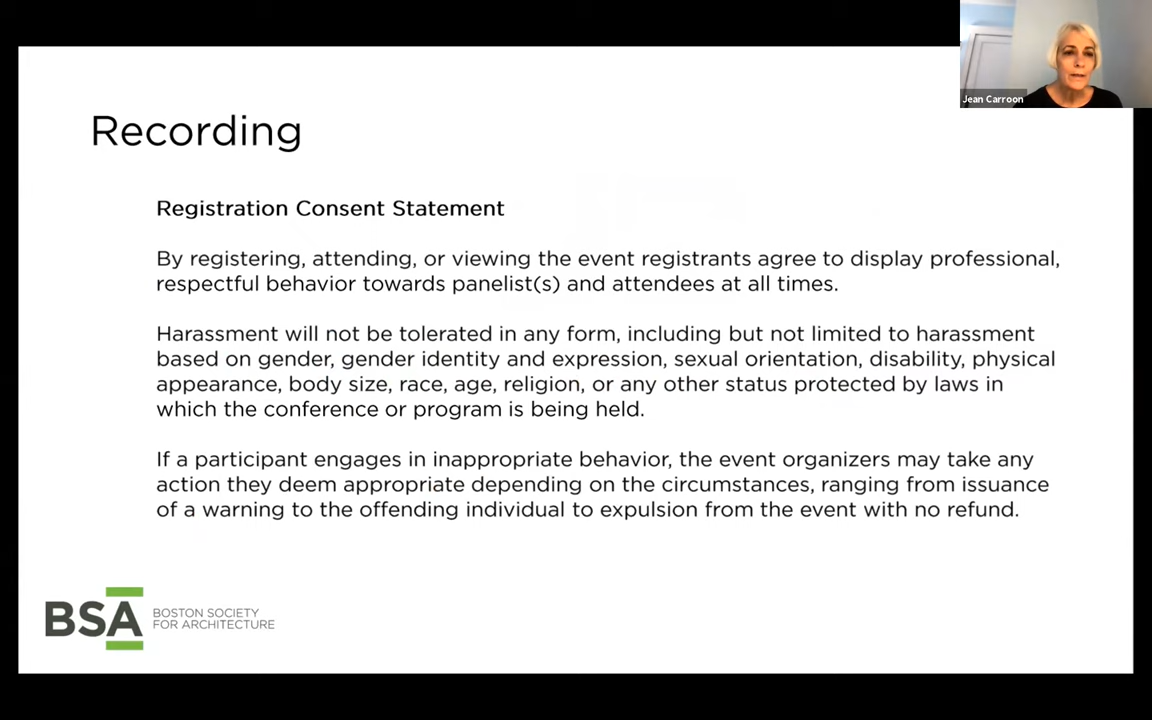 Jean Carroon
Recording
Registration Consent Statement
By registering, attending, or viewing the event registrants agree to display professional,
respectful behavior towards panelist(s) and attendees at all times.
Harassment will not be tolerated in any form, including but not limited to harassment
based on gender, gender identity and expression, sexual orientation, disability, physical
appearance, body size, race, age, religion, or any other status protected by laws in
which the conference or program is being held.
If a participant engages in inappropriate behavior, the event organizers may take any
action they deem appropriate depending on the circumstances, ranging from issuance
of a warning to the offending individual to expulsion from the event with no refund.
BSA
BOSTON SOCIETY
FOR ARCHITECTURE